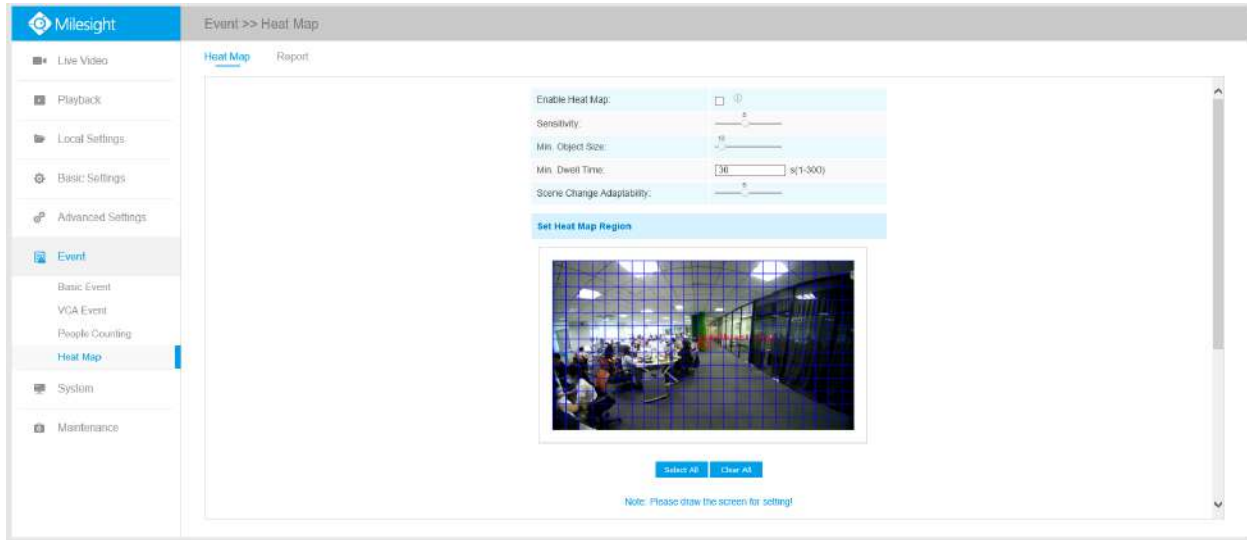 Milesight
Event >> Heat Map
Live Video
Playback
Local Settings
Basic Settings
Advanced Settings
Event
Basic Event
VCA Event
People Counting
Heat Map
System
Maintenance
Heat Map Report
Enable Heat Map:
Sensitivity:
Min. Object Size:
Min. Dwell Time: 30 s(1-300)
Scene Change Adaptability:
Set Heat Map Region
Select All Clear All
Note: Please draw the screen for setting!